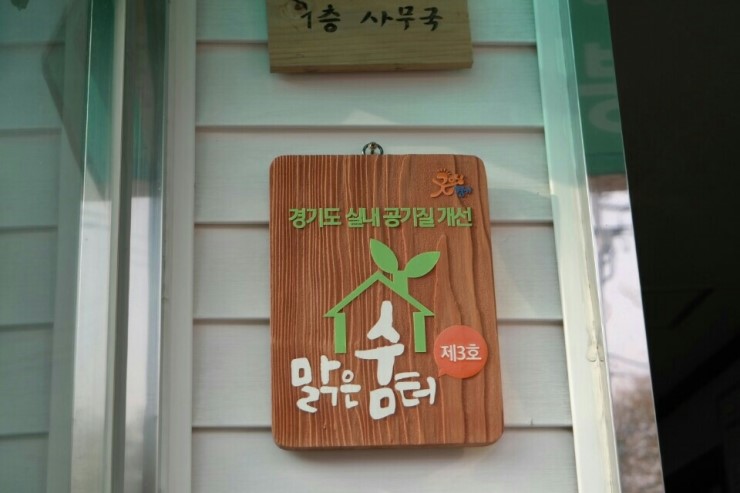 1층 사무국
경기도 실내 공기질 개선
맑은 숨터
제3호